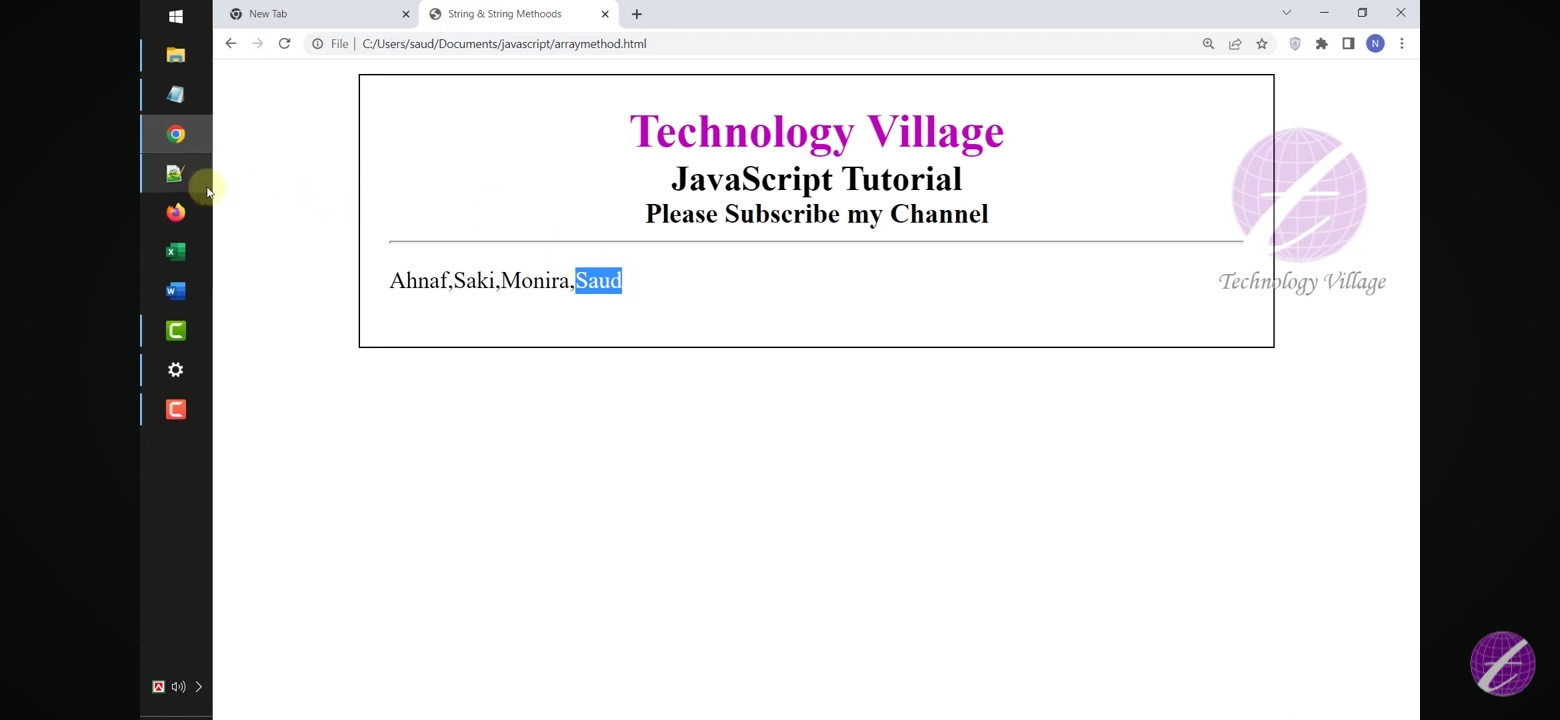 New Tab
String & String Methoods
File
C:/Users/saud/Documents/javascript/arraymethod.html
N
Technology Village
JavaScript Tutorial
Please Subscribe my Channel
Ahnaf,Saki,Monira,Saud
Technology Village